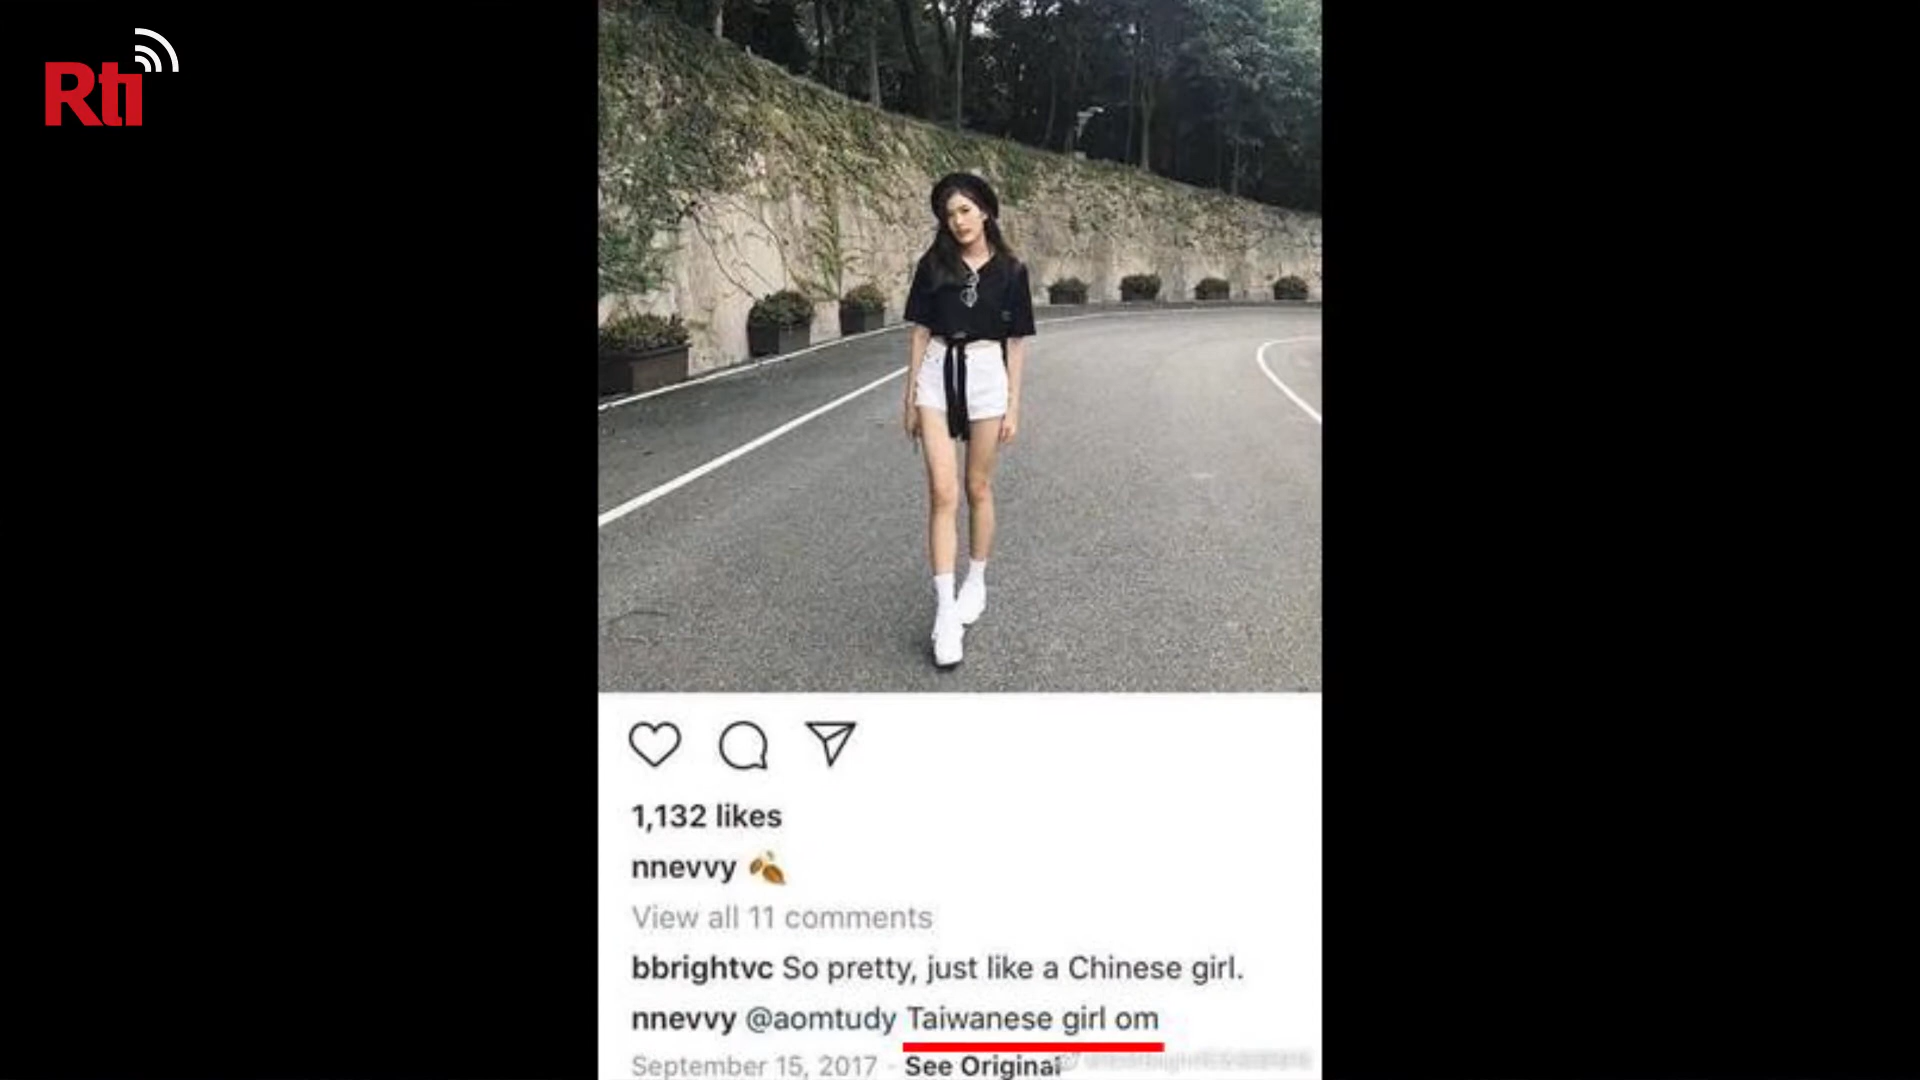 Rti
1,132 likes
nnevvy
View all 11 comments
bbrightvc So pretty, just like a Chinese girl.
nnevvy @aomtudy Taiwanese girl om
September 15, 2017 · See Original